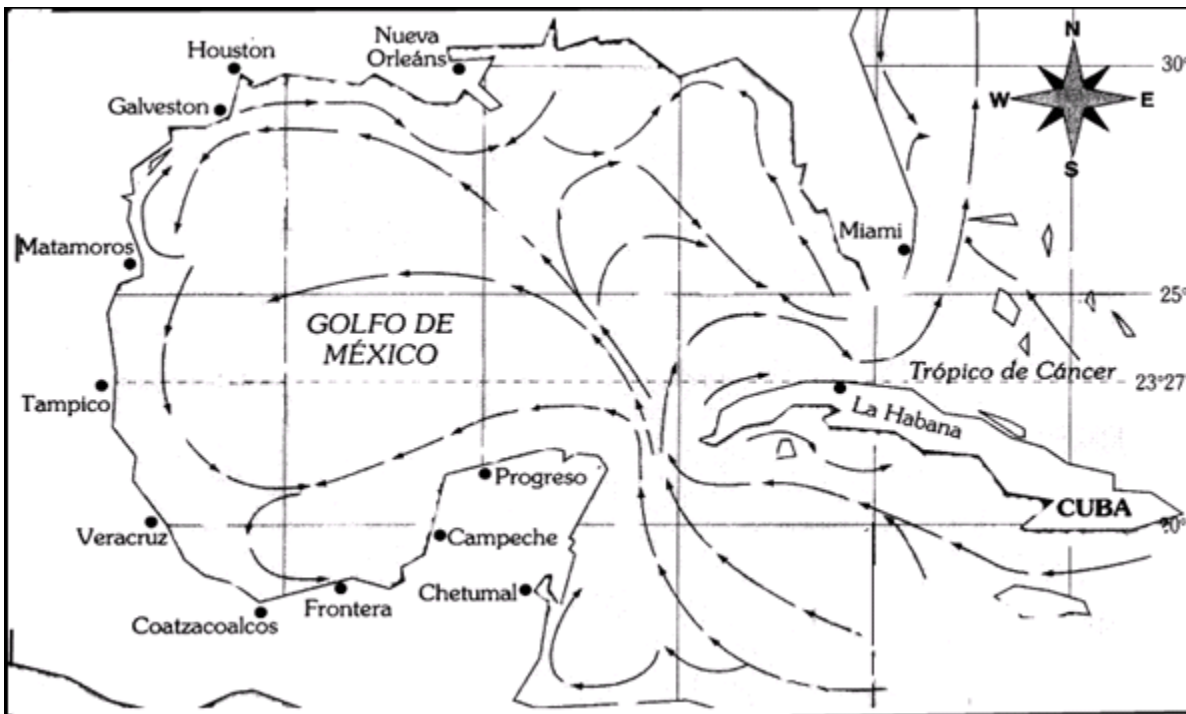 Nueva
Orleáns
Houston
N
30°
Galveston
W
E
S
Miami
Matamoros
25°
GOLFO DE
MÉXICO
Trópico de Cáncer
23°27
Tampico
La Habana
Progreso
CUBA
Veracruz
20°
Campeche
Chetumal
Frontera
Coatzacoalcos